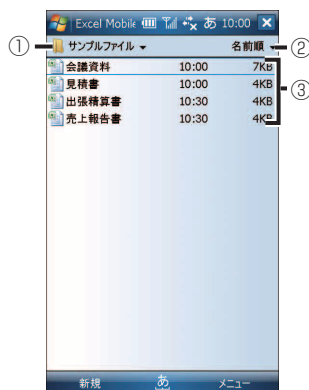 Excel Mobile あ 10:00
① サンプルファイル 名前順 ②
会議資料 10:00 7KB
見積書 10:00 4KB
出張精算書 10:30 4KB
売上報告書 10:30 4KB
③
新規 あ メニュー